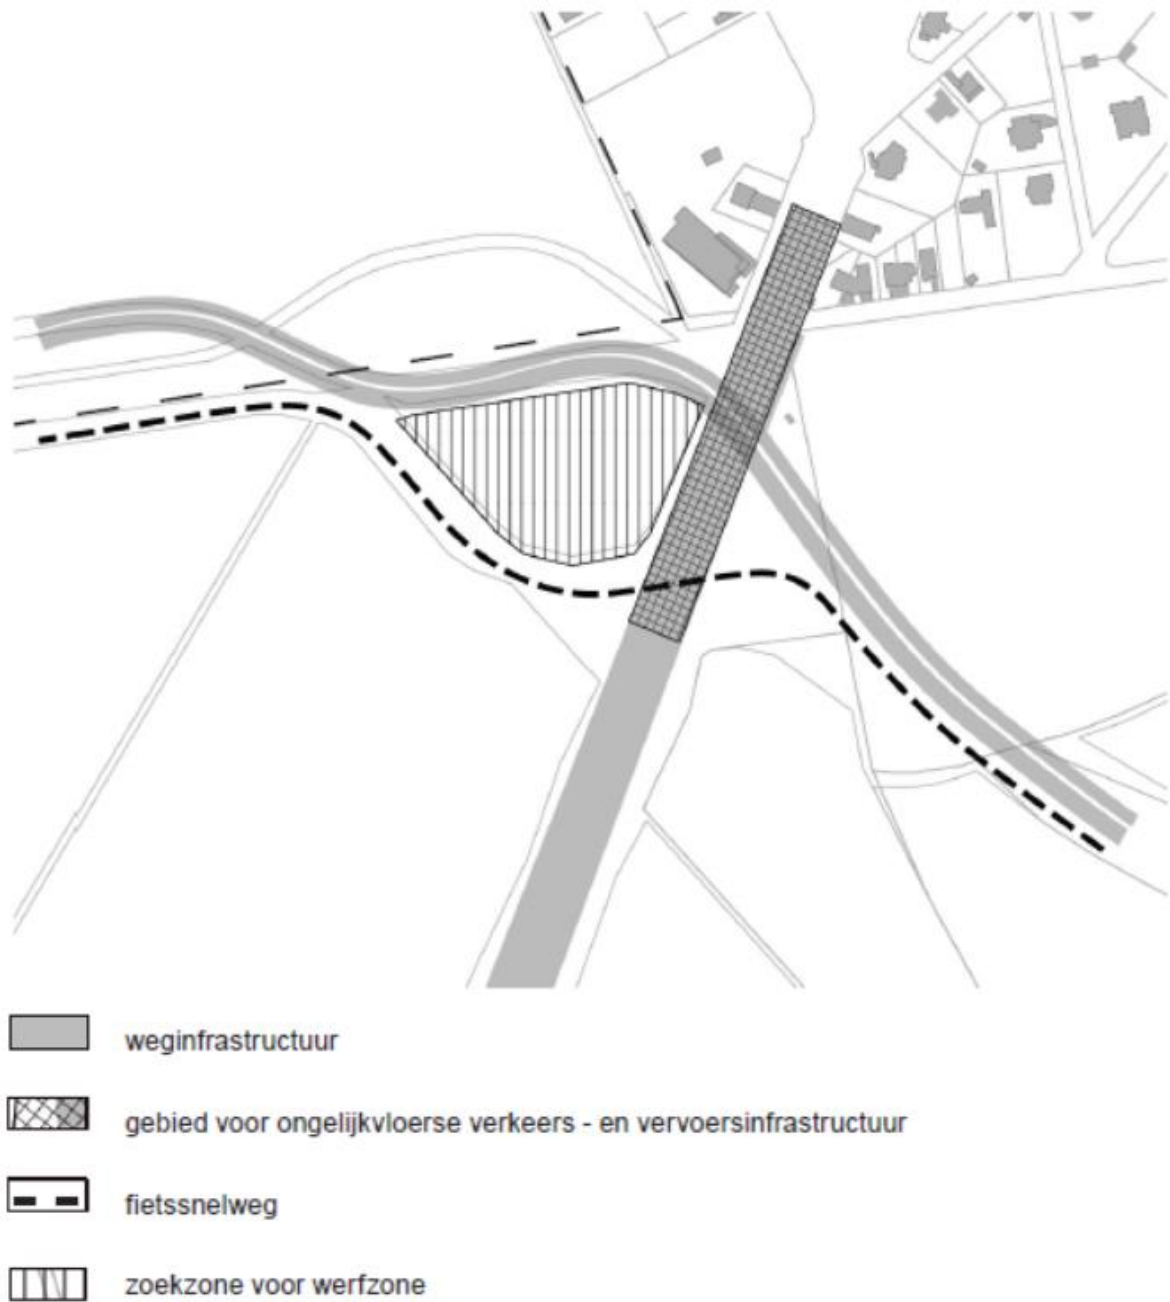 weginfrastructuur
gebied voor ongelijkvloerse verkeers - en vervoersinfrastructuur
fietssnelweg
zoekzone voor werfzone